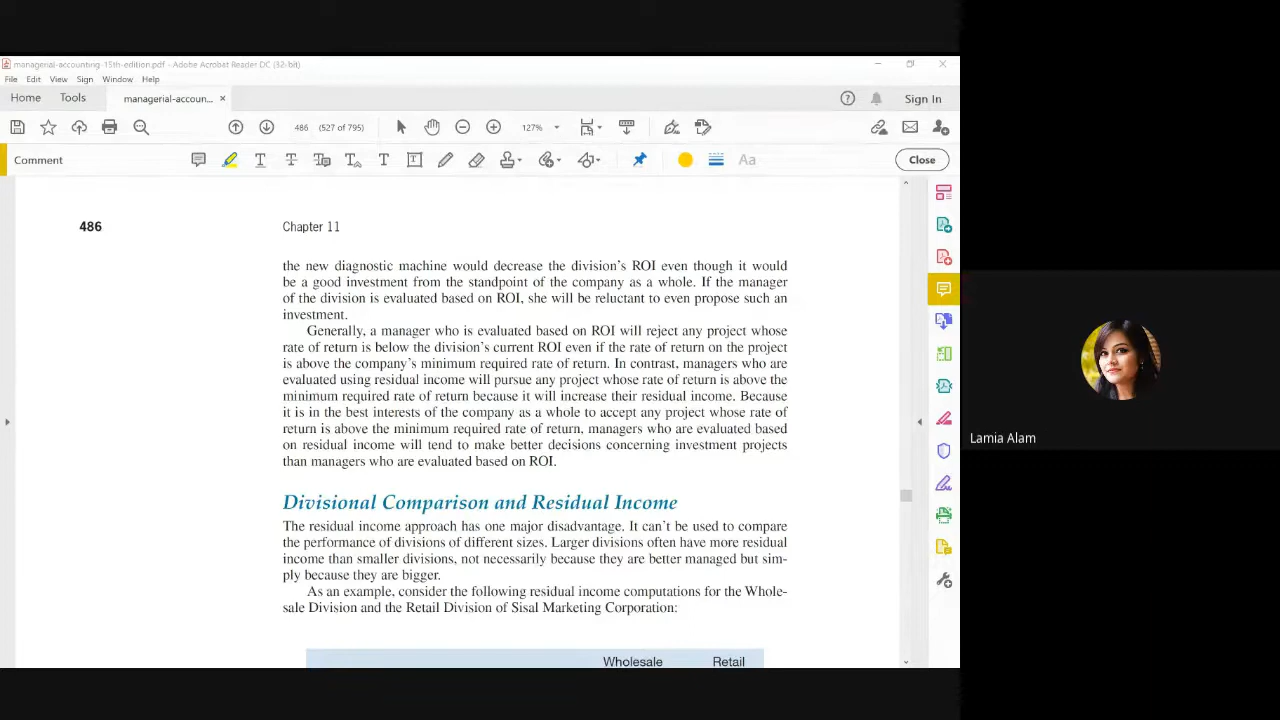 managerial-accounting-15th-edition.pdf - Adobe Acrobat Reader DC (32-bit)
File Edit View Sign Window Help
Home Tools managerial-accoun... × Sign In
486 (527 of 795) 127%
Comment Aa Close
486 Chapter 11
the new diagnostic machine would decrease the division's ROI even though it would
be a good investment from the standpoint of the company as a whole. If the manager
of the division is evaluated based on ROI, she will be reluctant to even propose such an
investment.
Generally, a manager who is evaluated based on ROI will reject any project whose
rate of return is below the division's current ROI even if the rate of return on the project
is above the company's minimum required rate of return. In contrast, managers who are
evaluated using residual income will pursue any project whose rate of return is above the
minimum required rate of return because it will increase their residual income. Because
it is in the best interests of the company as a whole to accept any project whose rate of
return is above the minimum required rate of return, managers who are evaluated based
on residual income will tend to make better decisions concerning investment projects
than managers who are evaluated based on ROI.
Divisional Comparison and Residual Income
The residual income approach has one major disadvantage. It can't be used to compare
the performance of divisions of different sizes. Larger divisions often have more residual
income than smaller divisions, not necessarily because they are better managed but sim-
ply because they are bigger.
As an example, consider the following residual income computations for the Whole-
sale Division and the Retail Division of Sisal Marketing Corporation:
Wholesale Retail
Lamia Alam